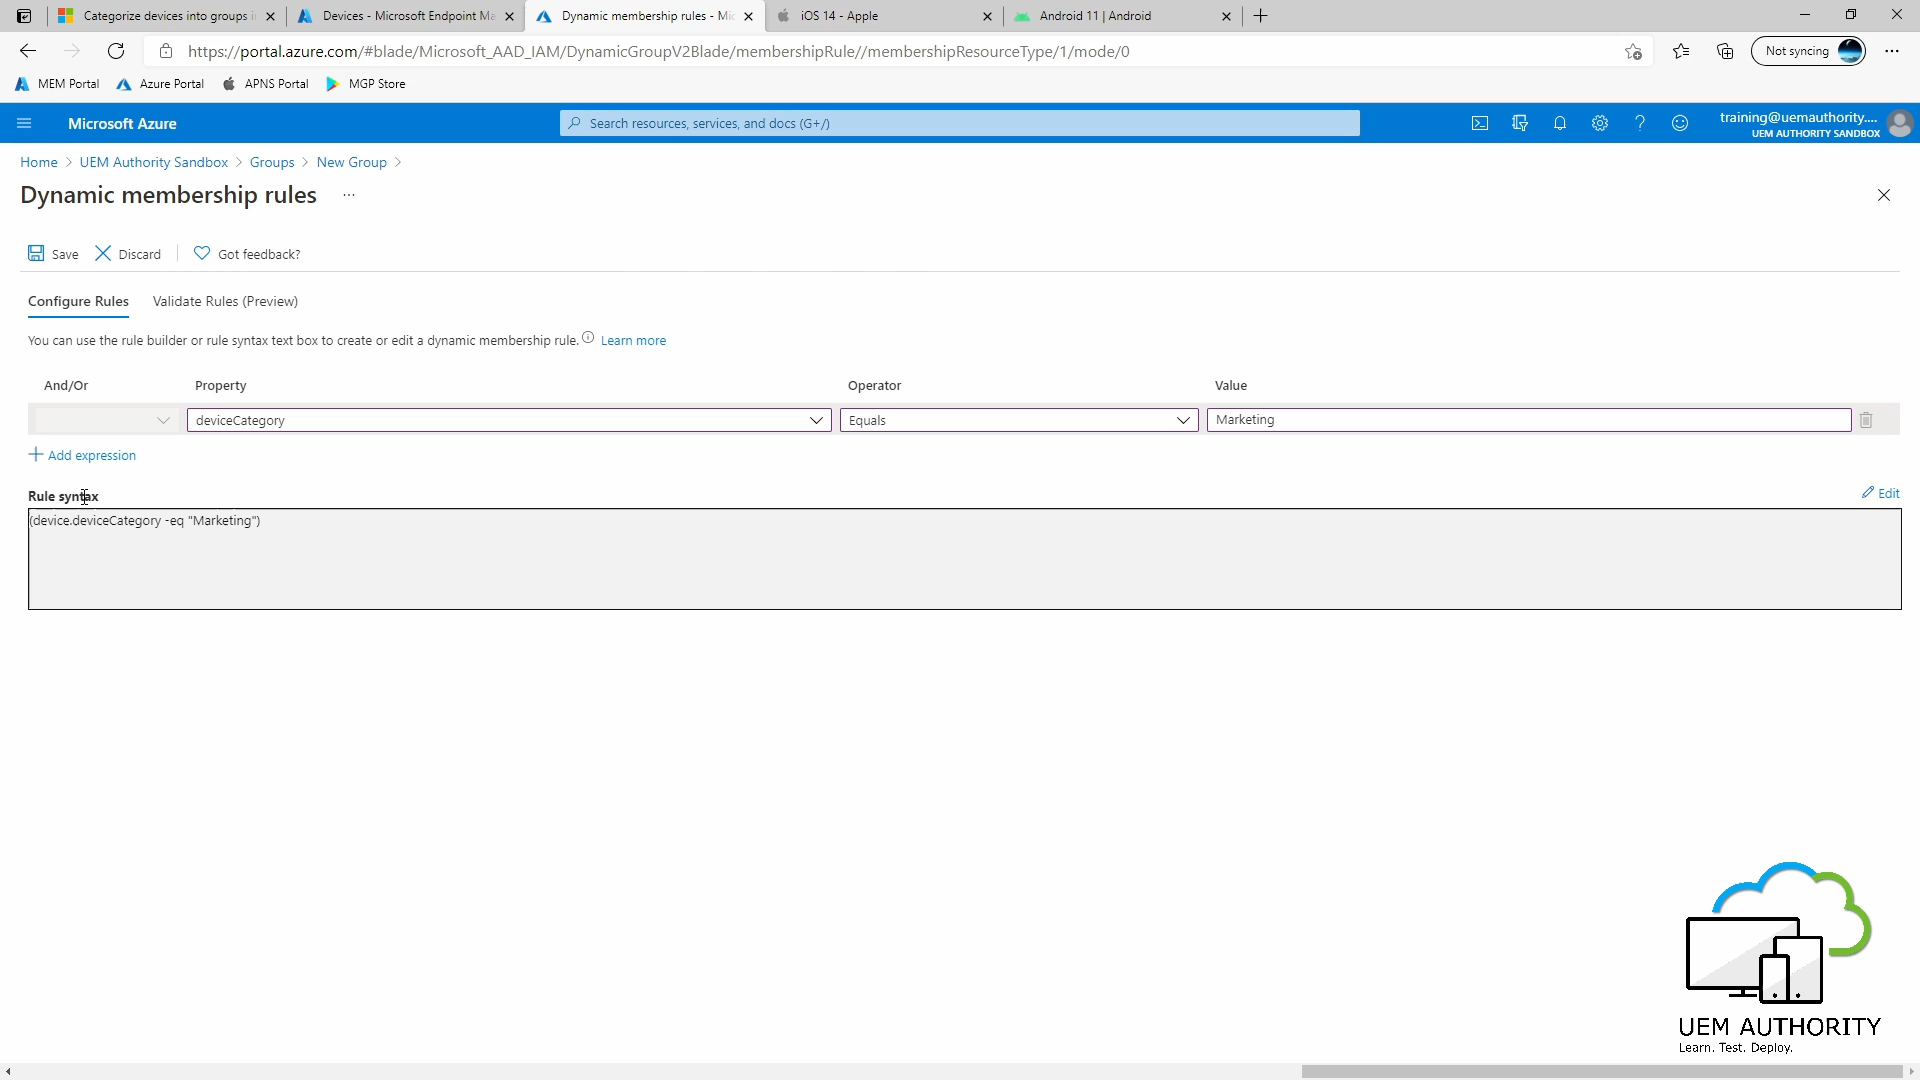 Categorize devices into groups i
Devices - Microsoft Endpoint Ma
Dynamic membership rules - Mic
iOS 14 - Apple
Android 11 | Android
https://portal.azure.com/#blade/Microsoft_AAD_IAM/DynamicGroupV2Blade/membershipRule//membershipResourceType/1/mode/0
Not syncing
MEM Portal
Azure Portal
APNS Portal
MGP Store
Microsoft Azure
Search resources, services, and docs (G+/)
training@uemauthority....
UEM AUTHORITY SANDBOX
Home > UEM Authority Sandbox > Groups > New Group >
Dynamic membership rules ...
Save
Discard
Got feedback?
Configure Rules
Validate Rules (Preview)
You can use the rule builder or rule syntax text box to create or edit a dynamic membership rule. Learn more
And/Or
Property
Operator
Value
deviceCategory
Equals
Marketing
+ Add expression
Rule syntax
Edit
(device.deviceCategory -eq "Marketing")
UEM AUTHORITY
Learn. Test. Deploy.